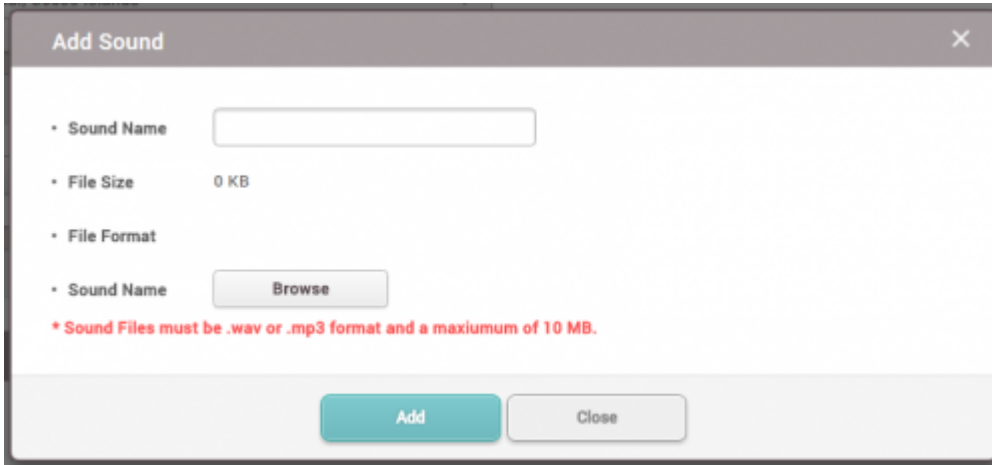 Add Sound
Sound Name
File Size 0 KB
File Format
Sound Name Browse
* Sound Files must be .wav or .mp3 format and a maxiumum of 10 MB.
Add Close